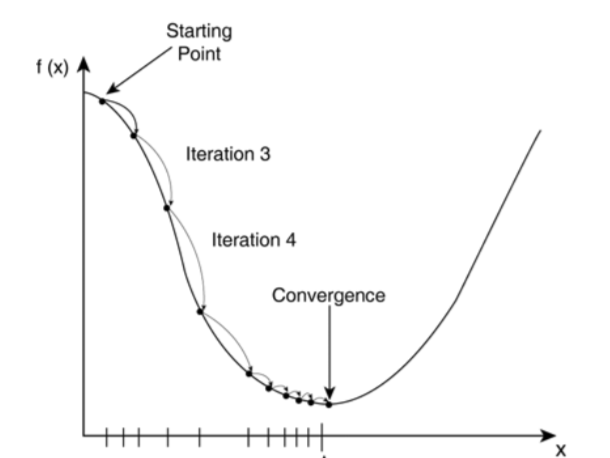 Starting
Point
f (x)
Iteration 3
Iteration 4
Convergence
x